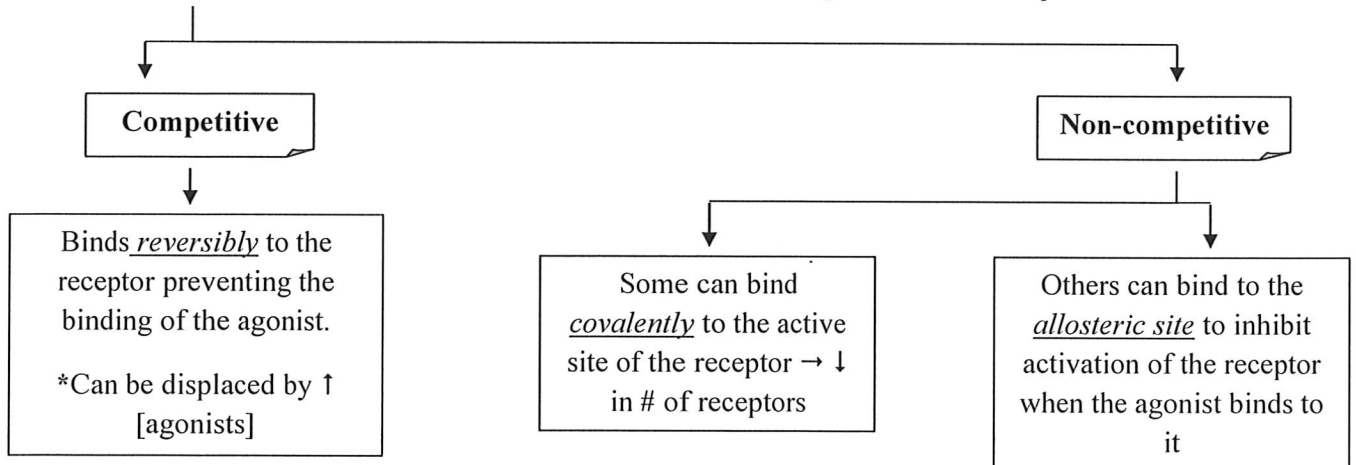 Competitive
Non-competitive
Binds reversibly to the
receptor preventing the
binding of the agonist.
*Can be displaced by ↑
[agonists]
Some can bind
covalently to the active
site of the receptor → ↓
in # of receptors
Others can bind to the
allosteric site to inhibit
activation of the receptor
when the agonist binds to
it